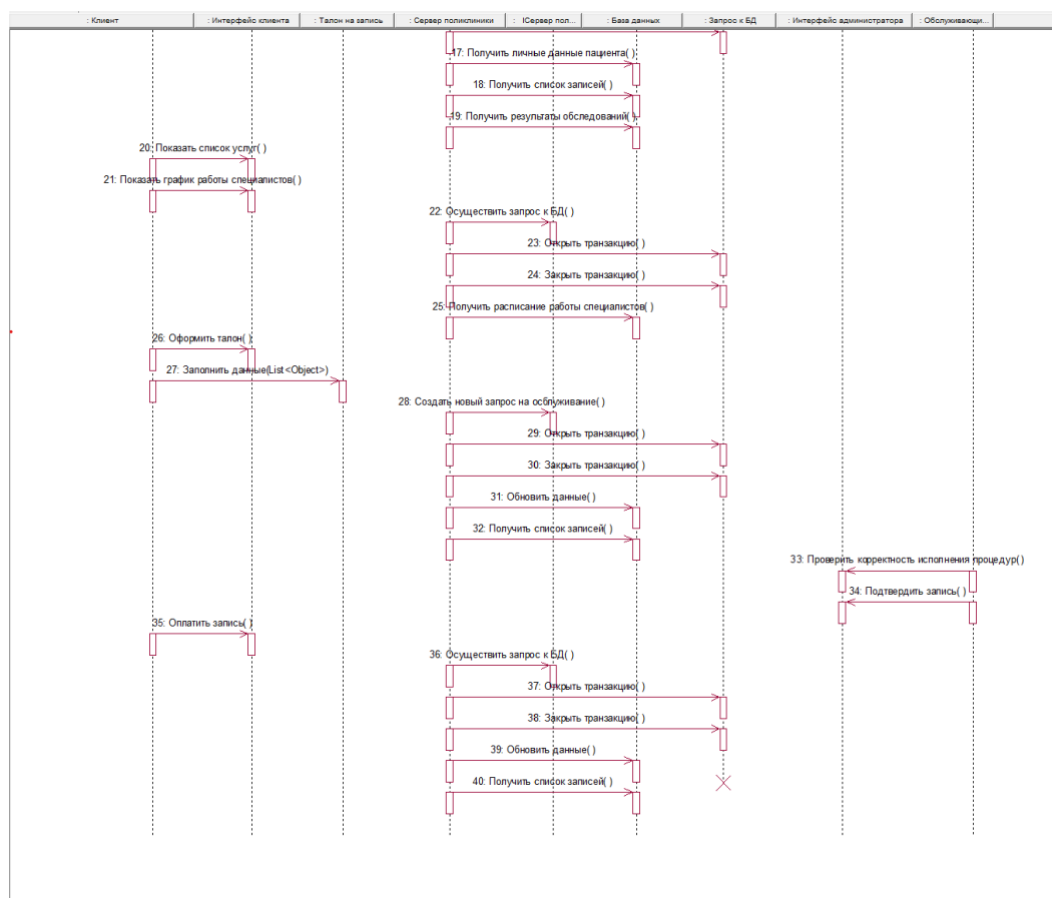 : Клиент
: Интерфейс клиента
: Талон на запись
: Сервер поликлиники
: IСервер пол...
: База данных
: Запрос к БД
: Интерфейс администратора
: Обслуживающи...
17: Получить личные данные пациента( )
18: Получить список записей( )
19: Получить результаты обследований( )
20: Показать список услуг( )
21: Показать график работы специалистов( )
22: Осуществить запрос к БД( )
23: Открыть транзакцию( )
24: Закрыть транзакцию( )
25: Получить расписание работы специалистов( )
26: Оформить талон( )
27: Заполнить данные(List<Object>)
28: Создать новый запрос на осблуживание( )
29: Открыть транзакцию( )
30: Закрыть транзакцию( )
31: Обновить данные( )
32: Получить список записей( )
33: Проверить корректность исполнения процедур( )
34: Подтвердить запись( )
35: Оплатить запись( )
36: Осуществить запрос к БД( )
37: Открыть транзакцию( )
38: Закрыть транзакцию( )
39: Обновить данные( )
40: Получить список записей( )